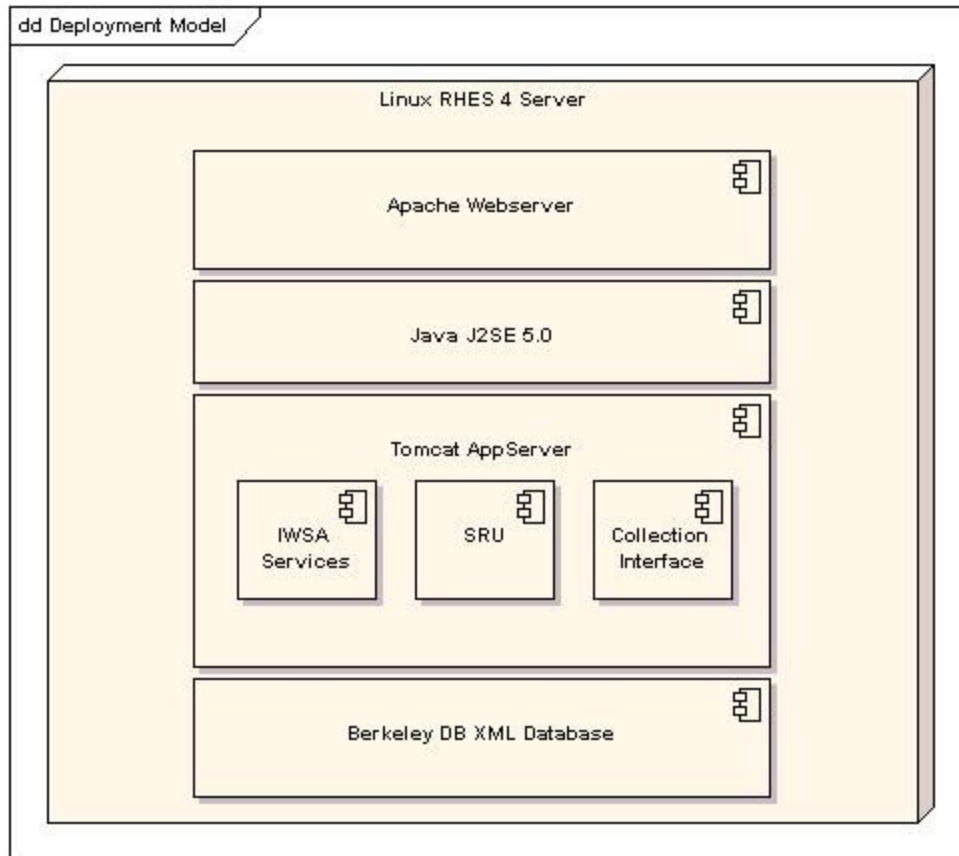 dd Deployment Model
Linux RHES 4 Server
Apache Webserver
Java J2SE 5.0
Tomcat AppServer
IWSA
Services
SRU
Collection
Interface
Berkeley DB XML Database